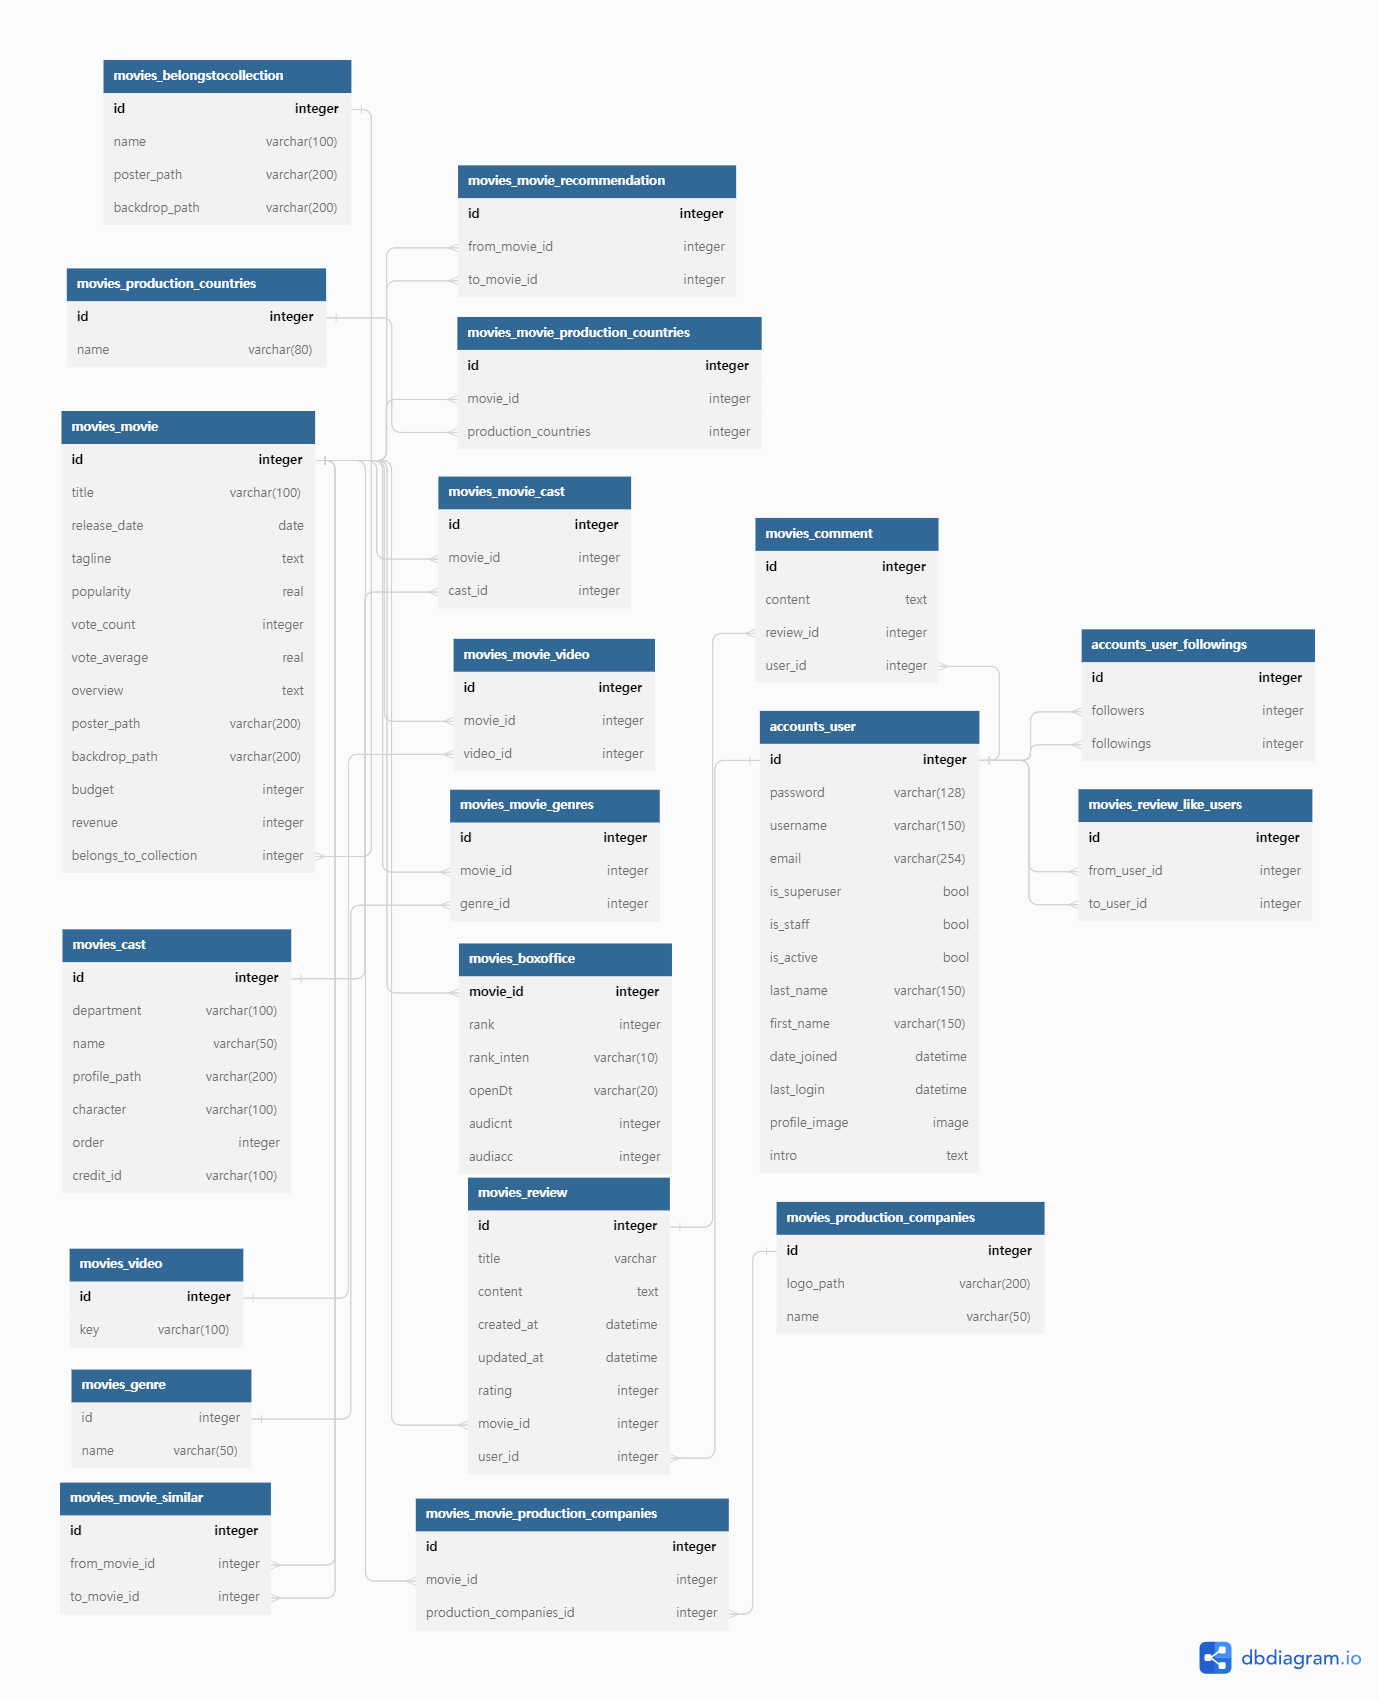 movies_belongstocollection
id integer
name varchar(100)
poster_path varchar(200)
backdrop_path varchar(200)
movies_production_countries
id integer
name varchar(80)
movies_movie
id integer
title varchar(100)
release_date date
tagline text
popularity real
vote_count integer
vote_average real
overview text
poster_path varchar(200)
backdrop_path varchar(200)
budget integer
revenue integer
belongs_to_collection integer
movies_cast
id integer
department varchar(100)
name varchar(50)
profile_path varchar(200)
character varchar(100)
order integer
credit_id varchar(100)
movies_video
id integer
key varchar(100)
movies_genre
id integer
name varchar(50)
movies_movie_similar
id integer
from_movie_id integer
to_movie_id integer
movies_movie_recommendation
id integer
from_movie_id integer
to_movie_id integer
movies_movie_production_countries
id integer
movie_id integer
production_countries integer
movies_movie_cast
id integer
movie_id integer
cast_id integer
movies_movie_video
id integer
movie_id integer
video_id integer
movies_movie_genres
id integer
movie_id integer
genre_id integer
movies_boxoffice
movie_id integer
rank integer
rank_inten varchar(10)
openDt varchar(20)
audicnt integer
audiacc integer
movies_review
id integer
title varchar
content text
created_at datetime
updated_at datetime
rating integer
movie_id integer
user_id integer
movies_movie_production_companies
id integer
movie_id integer
production_companies_id integer
movies_comment
id integer
content text
review_id integer
user_id integer
accounts_user
id integer
password varchar(128)
username varchar(150)
email varchar(254)
is_superuser bool
is_staff bool
is_active bool
last_name varchar(150)
first_name varchar(150)
date_joined datetime
last_login datetime
profile_image image
intro text
movies_production_companies
id integer
logo_path varchar(200)
name varchar(50)
accounts_user_followings
id integer
followers integer
followings integer
movies_review_like_users
id integer
from_user_id integer
to_user_id integer
dbdiagram.io